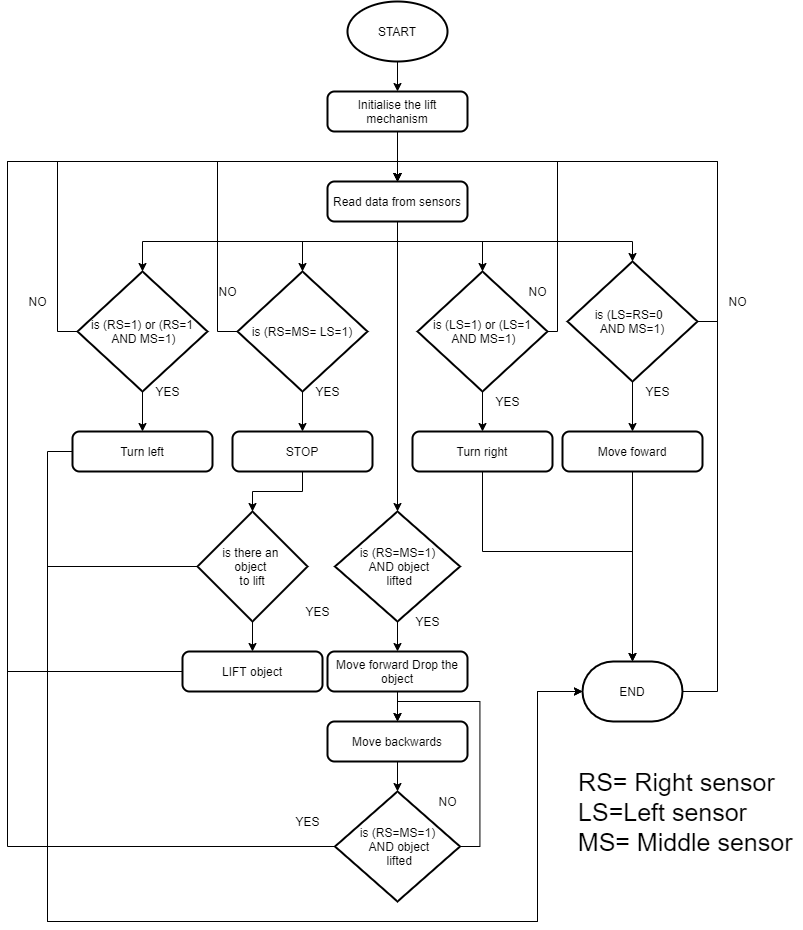 START
Initialise the lift
mechanism
Read data from sensors
NO
is (RS=1) or (RS=1
AND MS=1)
YES
NO
is (RS=MS= LS=1)
YES
is (LS=1) or (LS=1
AND MS=1)
NO
YES
is (LS=RS=0
AND MS=1)
NO
YES
Turn left
STOP
Turn right
Move foward
is there an
object
to lift
YES
is (RS=MS=1)
AND object
lifted
YES
LIFT object
Move forward Drop the
object
END
Move backwards
YES
NO
is (RS=MS=1)
AND object
lifted
RS= Right sensor
LS=Left sensor
MS= Middle sensor